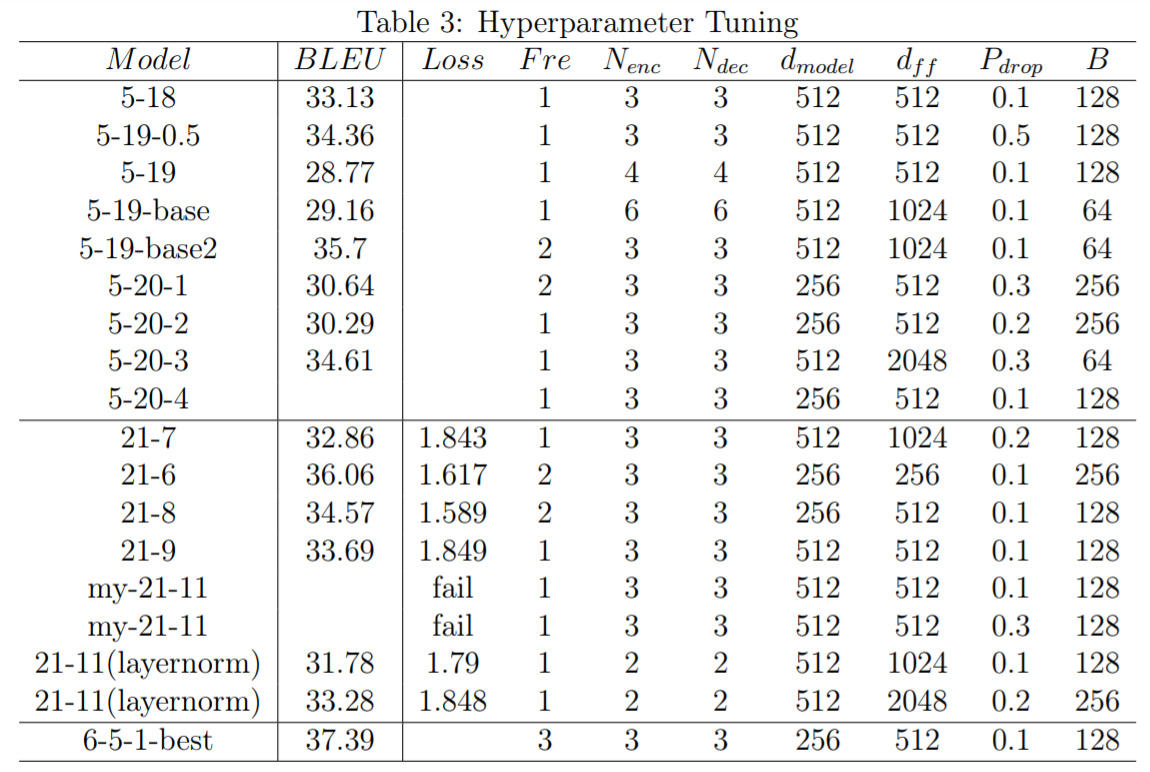 Table 3: Hyperparameter Tuning
Model BLEU Loss Fre N_enc N_dec d_model d_ff P_drop B
5-18 33.13 1 3 3 512 512 0.1 128
5-19-0.5 34.36 1 3 3 512 512 0.5 128
5-19 28.77 1 4 4 512 512 0.1 128
5-19-base 29.16 1 6 6 512 1024 0.1 64
5-19-base2 35.7 2 3 3 512 1024 0.1 64
5-20-1 30.64 2 3 3 256 512 0.3 256
5-20-2 30.29 1 3 3 256 512 0.2 256
5-20-3 34.61 1 3 3 512 2048 0.3 64
5-20-4 1 3 3 256 512 0.1 128
21-7 32.86 1.843 1 3 3 512 1024 0.2 128
21-6 36.06 1.617 2 3 3 256 256 0.1 256
21-8 34.57 1.589 2 3 3 256 512 0.1 128
21-9 33.69 1.849 1 3 3 512 512 0.1 128
my-21-11 fail 1 3 3 512 512 0.1 128
my-21-11 fail 1 3 3 512 512 0.3 128
21-11(layernorm) 31.78 1.79 1 2 2 512 1024 0.1 128
21-11(layernorm) 33.28 1.848 1 2 2 512 2048 0.2 256
6-5-1-best 37.39 3 3 3 256 512 0.1 128